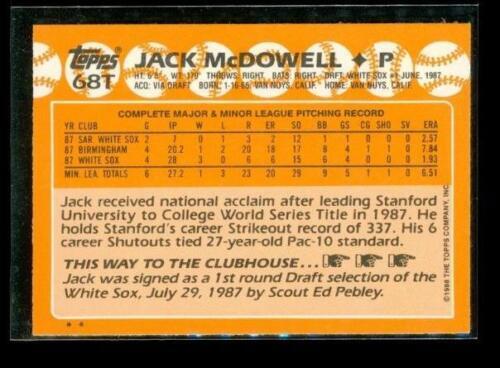 Topps
68T
JACK McDOWELL ✦ P
HT. 6'5" WT. 179 THROWS: RIGHT BATS: RIGHT DRAFT: WHITE SOX #1-JUNE, 1987
ACQ: VIA DRAFT BORN: 1-16-65, VAN NUYS, CALIF. HOME: VAN NUYS, CALIF.
COMPLETE MAJOR & MINOR LEAGUE PITCHING RECORD
YR CLUB G IP W L R ER SO BB GS CG SHO SV ERA
87 SAR. WHITE SOX 2 7 0 1 3 2 12 1 2 0 0 0 2.57
87 BIRMINGHAM 4 20.2 1 2 20 18 17 8 4 1 0 0 7.84
87 WHITE SOX 4 28 3 0 6 6 15 6 4 0 0 0 1.93
MIN. LEA. TOTALS 6 27.2 1 3 23 20 29 9 6 1 0 0 6.51
Jack received national acclaim after leading Stanford
University to College World Series Title in 1987. He
holds Stanford's career Strikeout record of 337. His 6
career Shutouts tied 27-year-old Pac-10 standard.
THIS WAY TO THE CLUBHOUSE...
Jack was signed as a 1st round Draft selection of the
White Sox, July 29, 1987 by Scout Ed Pebley.
©1988 THE TOPPS COMPANY, INC.
* *